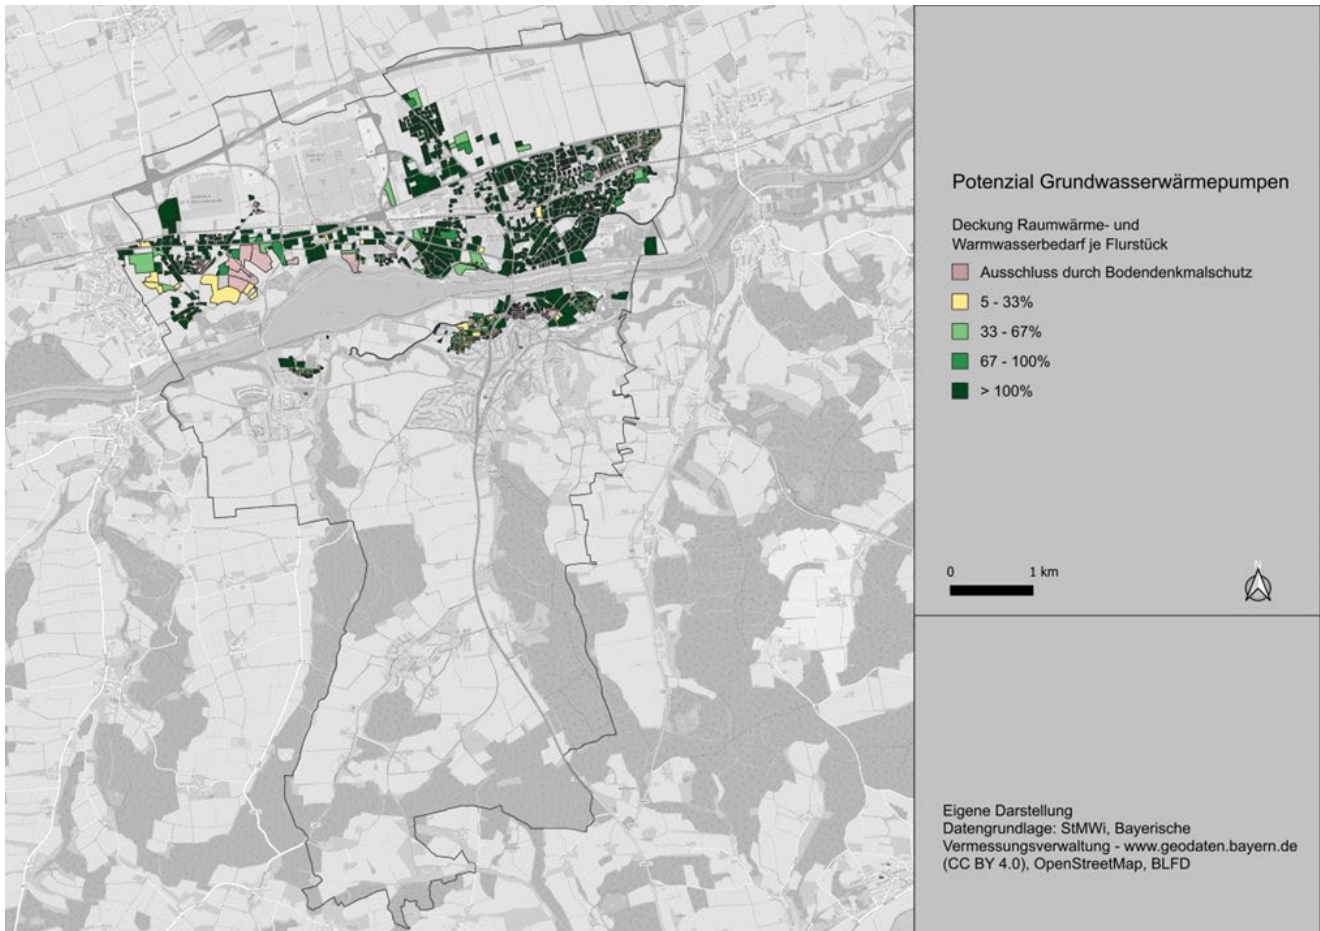 Potenzial Grundwasserwärmepumpen
Deckung Raumwärme- und
Warmwasserbedarf je Flurstück
Ausschluss durch Bodendenkmalschutz
5 - 33%
33 - 67%
67 - 100%
> 100%
0 1 km
N
Eigene Darstellung
Datengrundlage: StMWi, Bayerische
Vermessungsverwaltung - www.geodaten.bayern.de
(CC BY 4.0), OpenStreetMap, BLFD